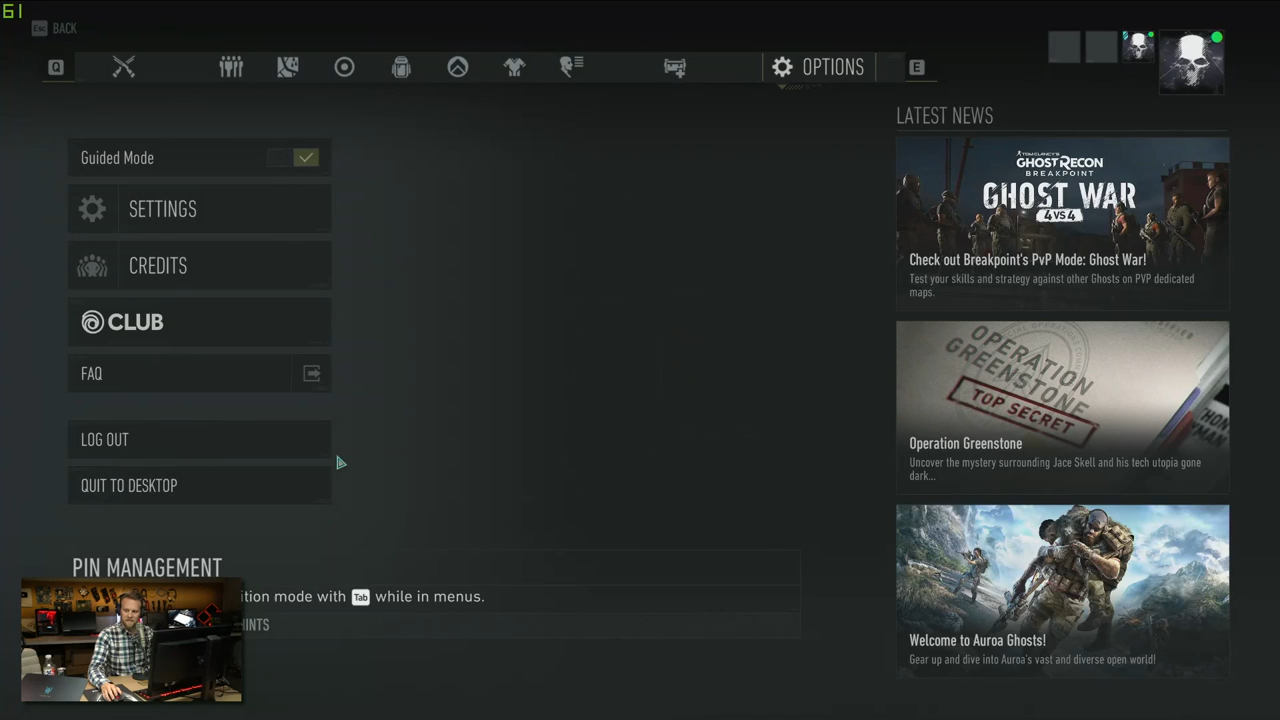 61
Esc BACK
Q
OPTIONS
E
LATEST NEWS
Guided Mode
SETTINGS
CREDITS
CLUB
FAQ
LOG OUT
QUIT TO DESKTOP
PIN MANAGEMENT
ition mode with Tab while in menus.
HINTS
TOM CLANCY'S
GHOST RECON
BREAKPOINT
GHOST WAR
4 VS 4
Check out Breakpoint's PvP Mode: Ghost War!
Test your skills and strategy against other Ghosts on PVP dedicated
maps.
OPERATION
GREENSTONE
TOP SECRET
Operation Greenstone
Uncover the mystery surrounding Jace Skell and his tech utopia gone
dark...
Welcome to Auroa Ghosts!
Gear up and dive into Auroa's vast and diverse open world!